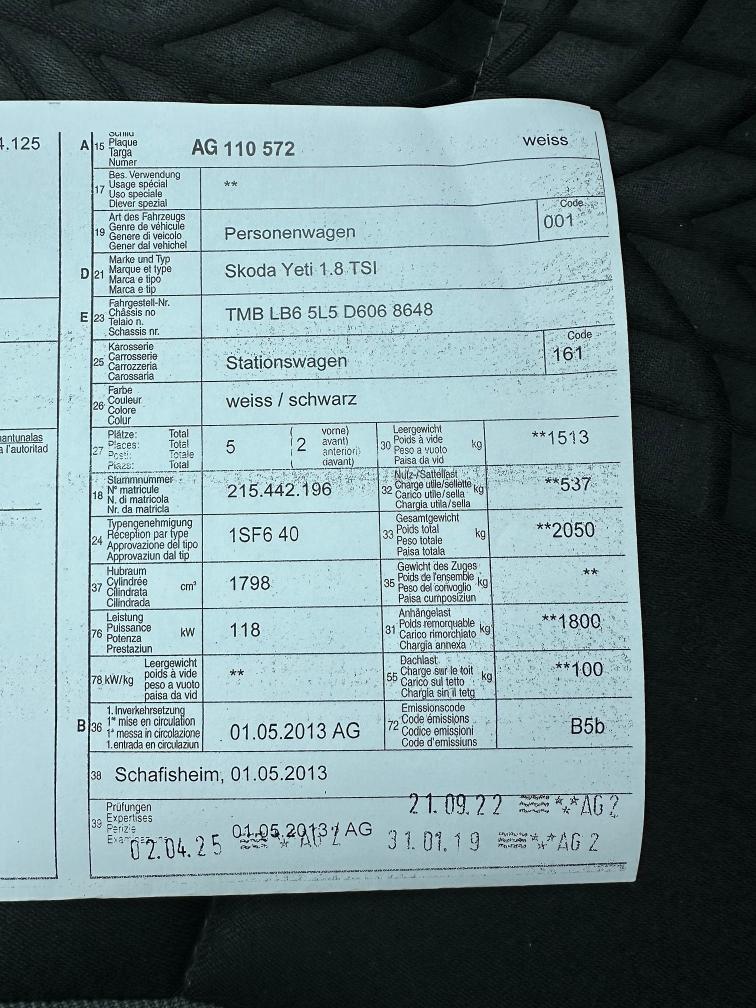 4.125
A 15 Schild
Plaque
Targa
Numer
AG 110 572
weiss
17 Bes. Verwendung
Usage spécial
Uso speciale
Diever spezial
**
19 Art des Fahrzeugs
Genre de véhicule
Genere di veicolo
Gener dal vehichel
Personenwagen
Code
001
D 21 Marke und Typ
Marque et type
Marca e tipo
Marca e tip
Skoda Yeti 1.8 TSI
E 23 Fahrgestell-Nr.
Châssis no
Telaio n.
Schassis nr.
TMB LB6 5L5 D606 8648
25 Karosserie
Carrosserie
Carrozzeria
Carossaria
Stationswagen
Code
161
26 Farbe
Couleur
Colore
Colur
weiss / schwarz
antunalas
a l'autoritad
27 Plätze: Total
Places: Total
Posti: Totale
Plazs: Total
5
( vorne)
2 avant)
anteriori)
(davant)
30 Leergewicht
Poids à vide
Peso a vuoto
Paisa da vid
kg
**1513
18 Stammnummer
N° matricule
N. di matricola
Nr. da matricla
215.442.196
32 Nutz-/Sattellast
Charge utile/sellette
Carico utile/sella
Chargia utila/sella
kg
**537
24 Typengenehmigung
Réception par type
Approvazione del tipo
Approvaziun dal tip
1SF6 40
33 Gesamtgewicht
Poids total
Peso totale
Paisa totala
kg
**2050
37 Hubraum
Cylindrée
Cilindrata
Cilindrada
cm³
1798
35 Gewicht des Zuges
Poids de l'ensemble
Peso del convoglio
Paisa cumposiziun
kg
**
76 Leistung
Puissance
Potenza
Prestaziun
kW
118
31 Anhängelast
Poids remorquable
Carico rimorchiato
Chargia annexa
kg
**1800
78 kW/kg
Leergewicht
poids à vide
peso a vuoto
paisa da vid
**
55 Dachlast
Charge sur le toit
Carico sul tetto
Chargia sin il tetg
kg
**100
B 36 1. Inverkehrsetzung
1re mise en circulation
1a messa in circolazione
1. entrada en circulaziun
01.05.2013 AG
72 Emissionscode
Code émissions
Codice emissioni
Code d'emissiuns
B5b
38 Schafisheim, 01.05.2013
39 Prüfungen
Expertises
Perizie
21.09.22 **AG 2
01.05.2013 / AG
02.04.25 * AG 2
31.01.19 **AG 2